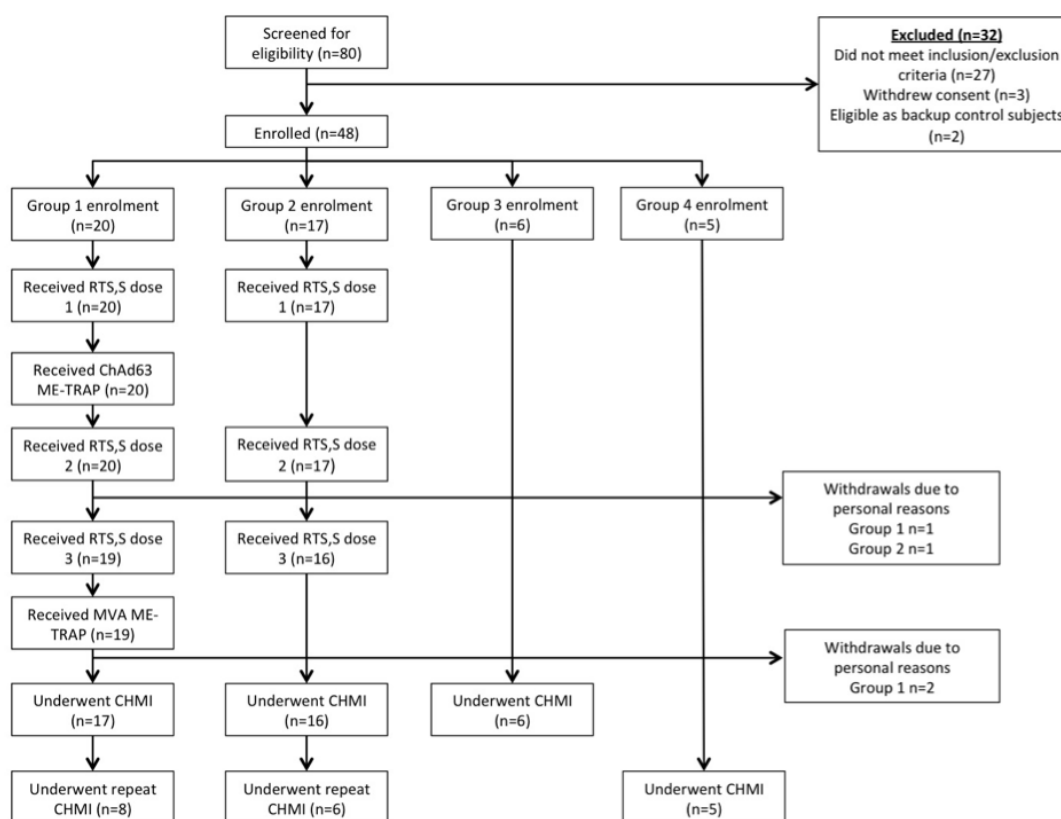 Screened for
eligibility (n=80)
Excluded (n=32)
Did not meet inclusion/exclusion
criteria (n=27)
Withdrew consent (n=3)
Eligible as backup control subjects
(n=2)
Enrolled (n=48)
Group 1 enrolment
(n=20)
Group 2 enrolment
(n=17)
Group 3 enrolment
(n=6)
Group 4 enrolment
(n=5)
Received RTS,S dose
1 (n=20)
Received RTS,S dose
1 (n=17)
Received ChAd63
ME-TRAP (n=20)
Received RTS,S dose
2 (n=20)
Received RTS,S dose
2 (n=17)
Withdrawals due to
personal reasons
Group 1 n=1
Group 2 n=1
Received RTS,S dose
3 (n=19)
Received RTS,S dose
3 (n=16)
Received MVA ME-
TRAP (n=19)
Withdrawals due to
personal reasons
Group 1 n=2
Underwent CHMI
(n=17)
Underwent CHMI
(n=16)
Underwent CHMI
(n=6)
Underwent repeat
CHMI (n=8)
Underwent repeat
CHMI (n=6)
Underwent CHMI
(n=5)